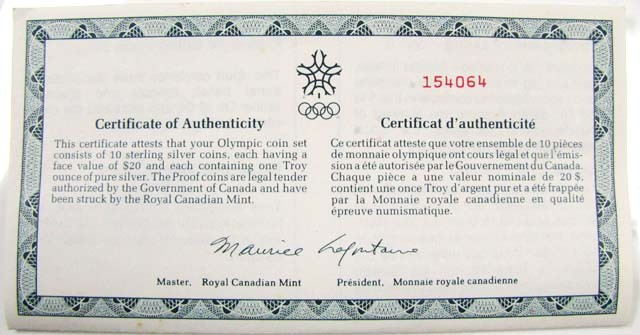 154064
Certificate of Authenticity
This certificate attests that your Olympic coin set
consists of 10 sterling silver coins, each having a
face value of $20 and each containing one Troy
ounce of pure silver. The Proof coins are legal tender
authorized by the Government of Canada and have
been struck by the Royal Canadian Mint.
Certificat d'authenticité
Ce certificat atteste que votre ensemble de 10 pièces
de monnaie olympique ont cours légal et que l'émis-
sion a été autorisée par le Gouvernement du Canada.
Chaque pièce a une valeur nominale de 20 $,
contient une once Troy d'argent pur et a été frappée
par la Monnaie royale canadienne en qualité
épreuve numismatique.
Maurice Lafontaine
Master, Royal Canadian Mint
Président, Monnaie royale canadienne